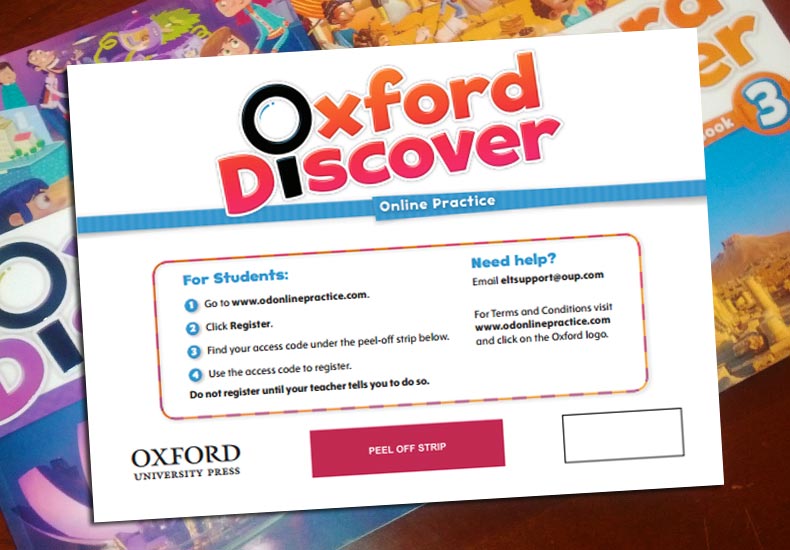 Oxford
Discover
Online Practice
3
For Students:
1 Go to www.odonlinepractice.com.
2 Click Register.
3 Find your access code under the peel-off strip below.
4 Use the access code to register.
Do not register until your teacher tells you to do so.
Need help?
Email eltsupport@oup.com
For Terms and Conditions visit
www.odonlinepractice.com
and click on the Oxford logo.
OXFORD
UNIVERSITY PRESS
PEEL OFF STRIP